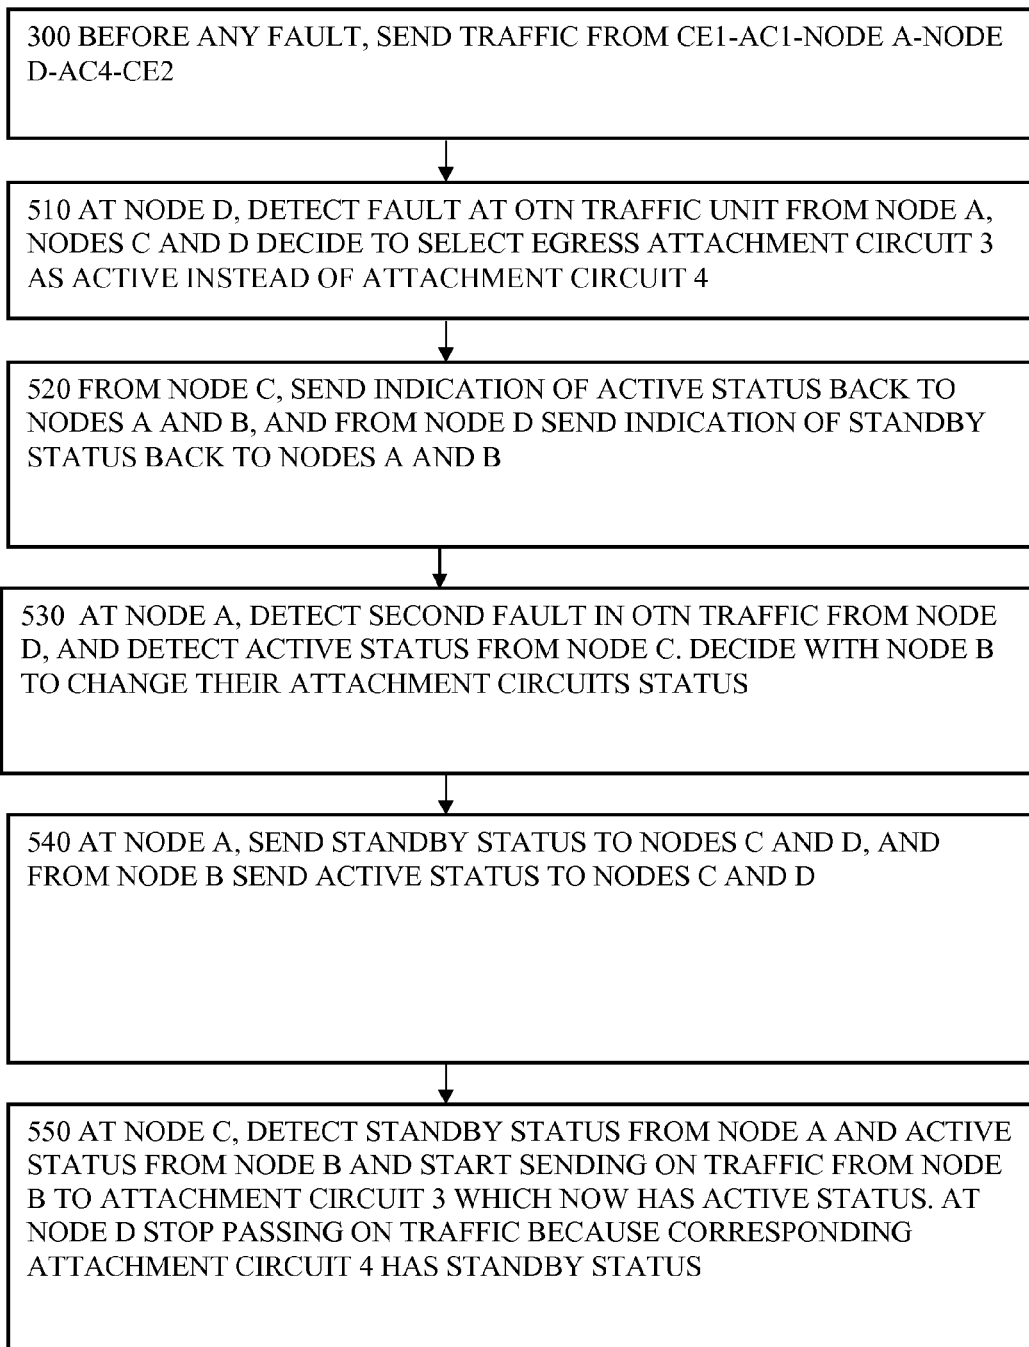 300 BEFORE ANY FAULT, SEND TRAFFIC FROM CE1-AC1-NODE A-NODE
D-AC4-CE2
510 AT NODE D, DETECT FAULT AT OTN TRAFFIC UNIT FROM NODE A,
NODES C AND D DECIDE TO SELECT EGRESS ATTACHMENT CIRCUIT 3
AS ACTIVE INSTEAD OF ATTACHMENT CIRCUIT 4
520 FROM NODE C, SEND INDICATION OF ACTIVE STATUS BACK TO
NODES A AND B, AND FROM NODE D SEND INDICATION OF STANDBY
STATUS BACK TO NODES A AND B
530 AT NODE A, DETECT SECOND FAULT IN OTN TRAFFIC FROM NODE
D, AND DETECT ACTIVE STATUS FROM NODE C. DECIDE WITH NODE B
TO CHANGE THEIR ATTACHMENT CIRCUITS STATUS
540 AT NODE A, SEND STANDBY STATUS TO NODES C AND D, AND
FROM NODE B SEND ACTIVE STATUS TO NODES C AND D
550 AT NODE C, DETECT STANDBY STATUS FROM NODE A AND ACTIVE
STATUS FROM NODE B AND START SENDING ON TRAFFIC FROM NODE
B TO ATTACHMENT CIRCUIT 3 WHICH NOW HAS ACTIVE STATUS. AT
NODE D STOP PASSING ON TRAFFIC BECAUSE CORRESPONDING
ATTACHMENT CIRCUIT 4 HAS STANDBY STATUS